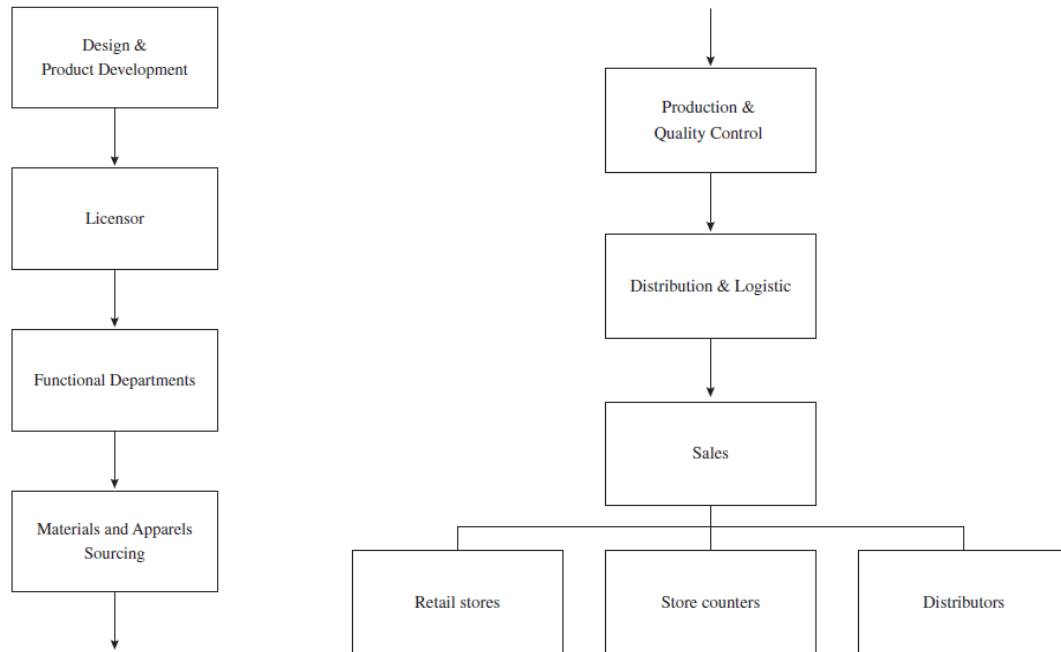 Design &
Product Development
Licensor
Functional Departments
Materials and Apparels
Sourcing
Production &
Quality Control
Distribution & Logistic
Sales
Retail stores
Store counters
Distributors